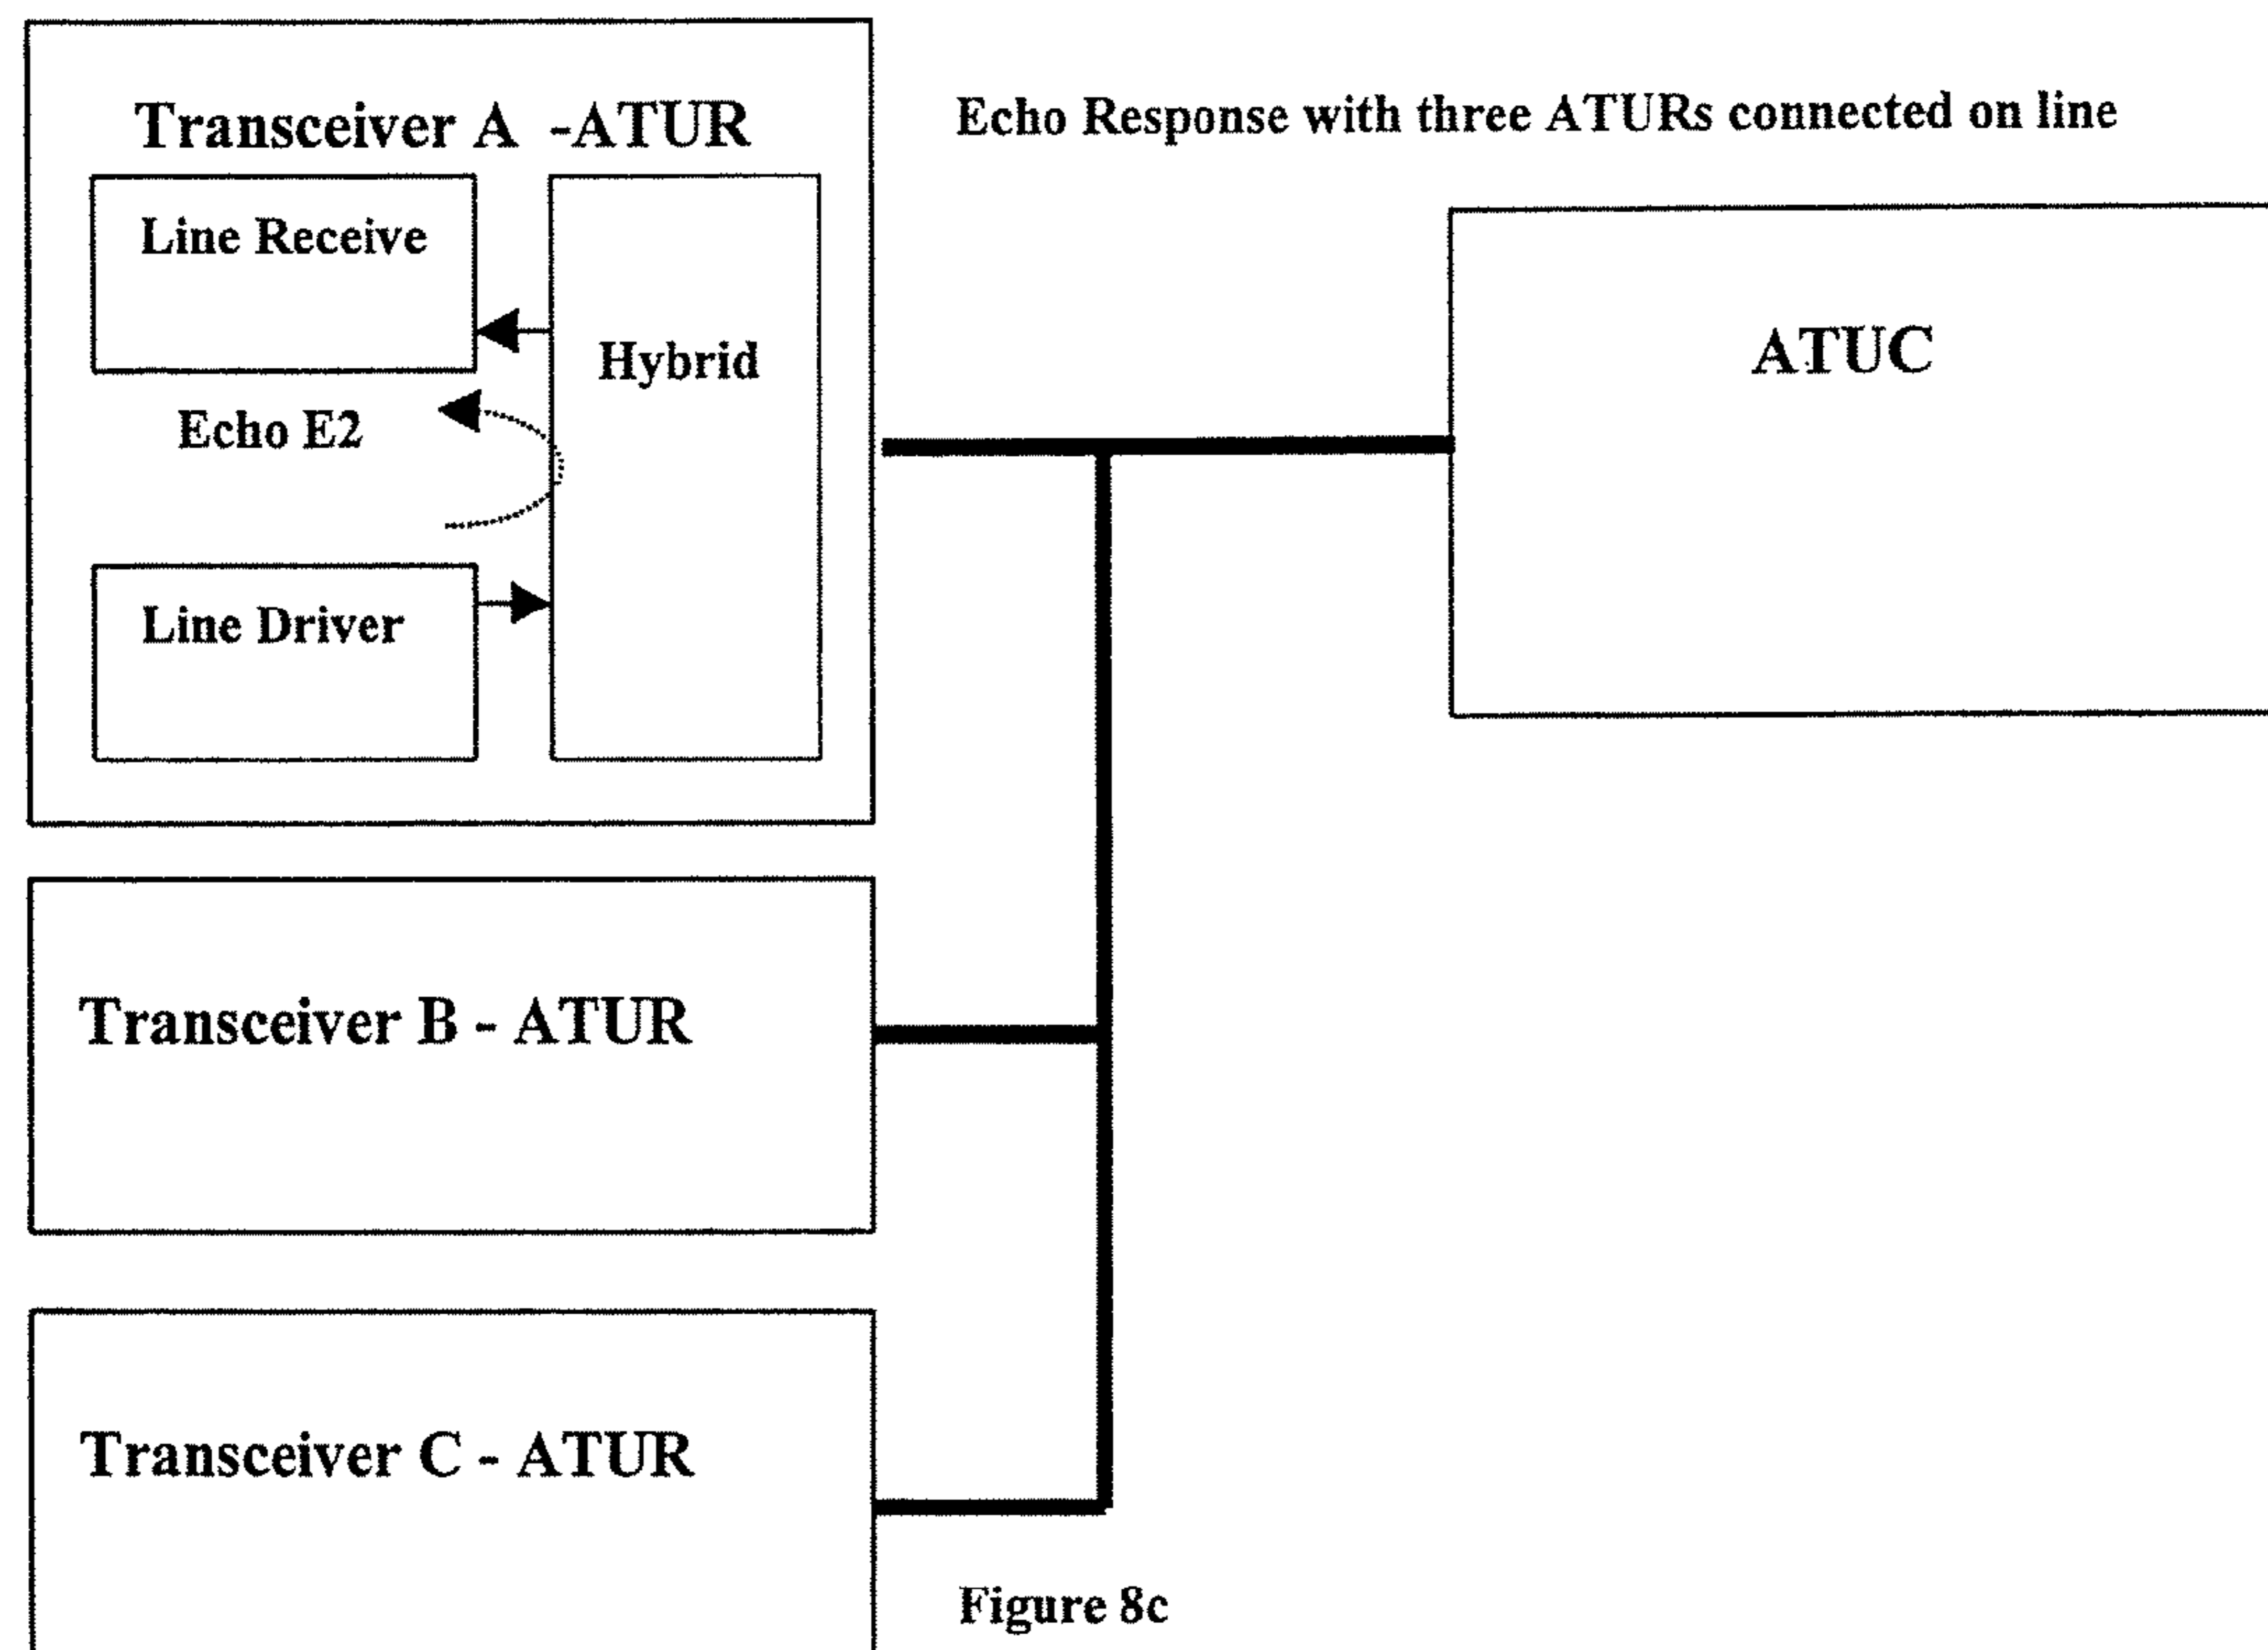 Transceiver A -ATUR
Echo Response with three ATURs connected on line
Line Receive
Hybrid
ATUC
Echo E2
Line Driver
Transceiver B - ATUR
Transceiver C - ATUR
Figure 8c